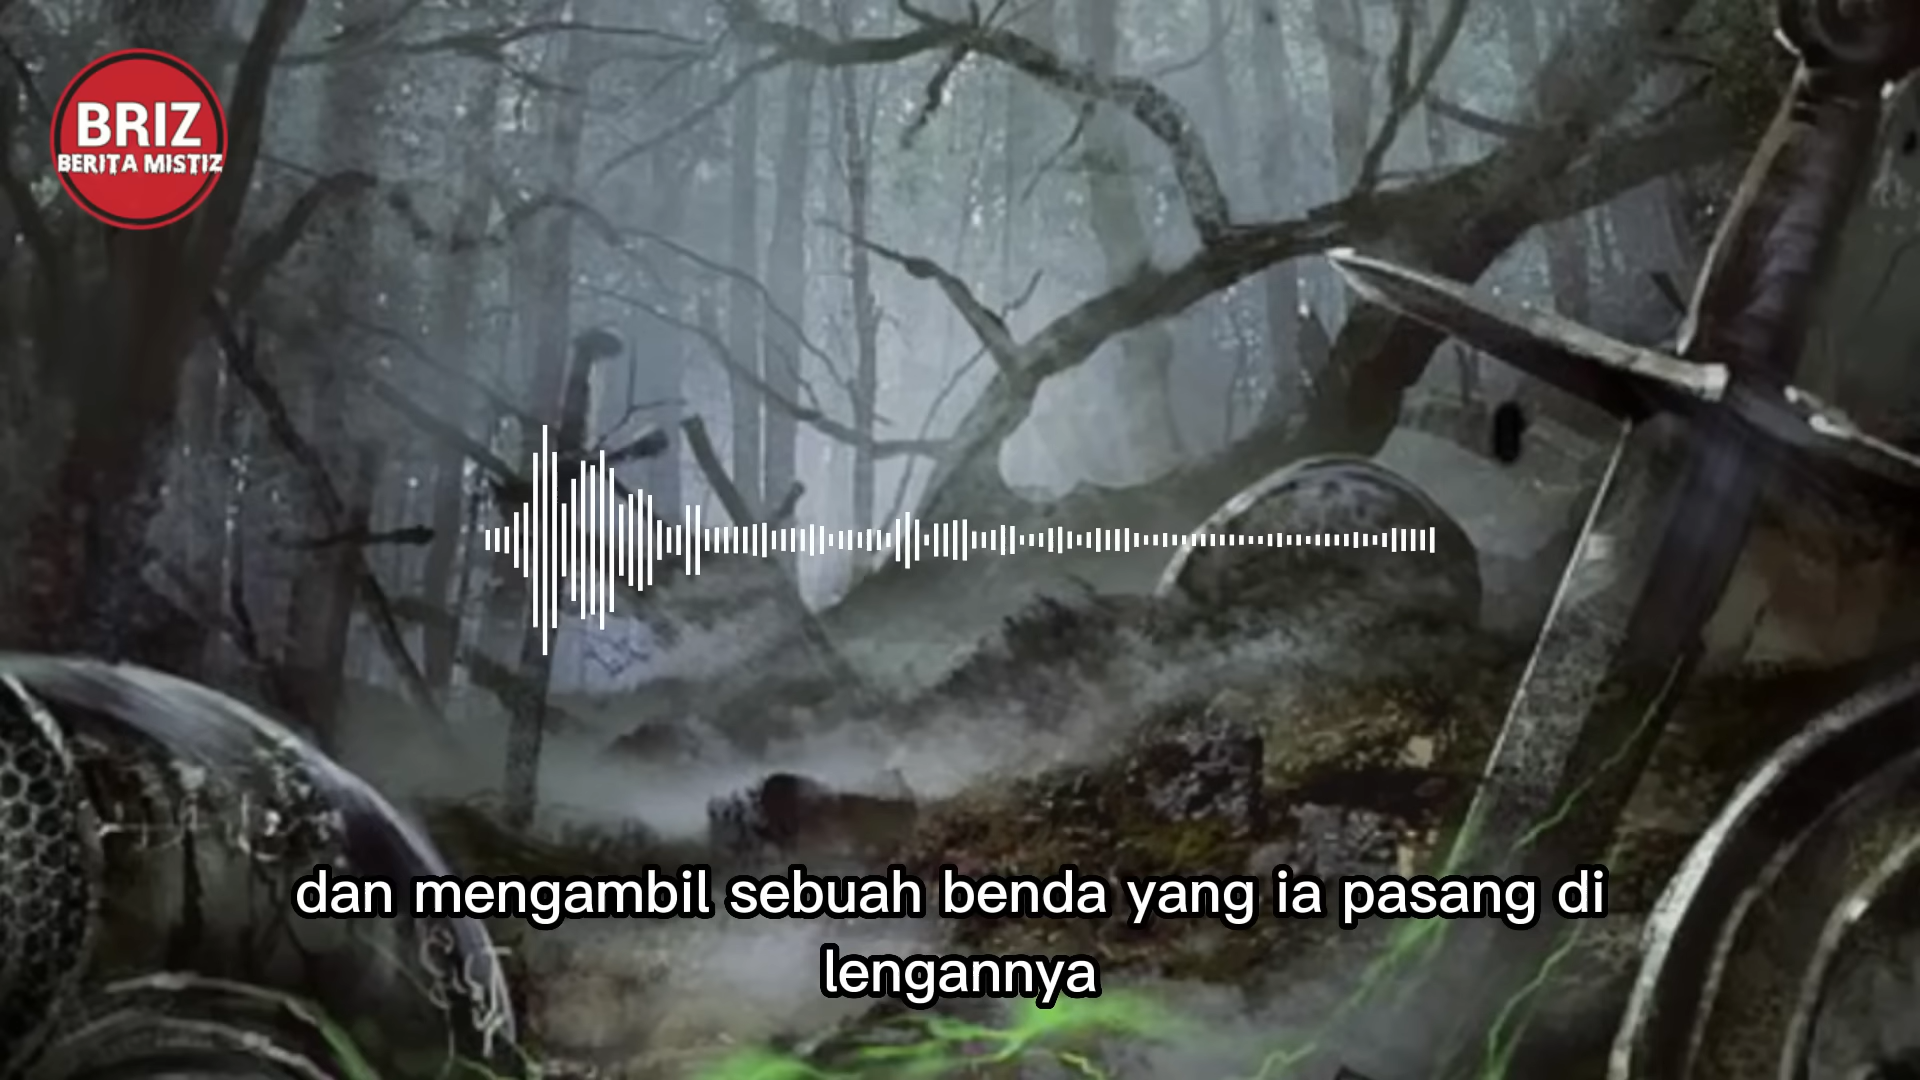 BRIZ
BERITA MISTIZ
dan mengambil sebuah benda yang ia pasang di
lengannya